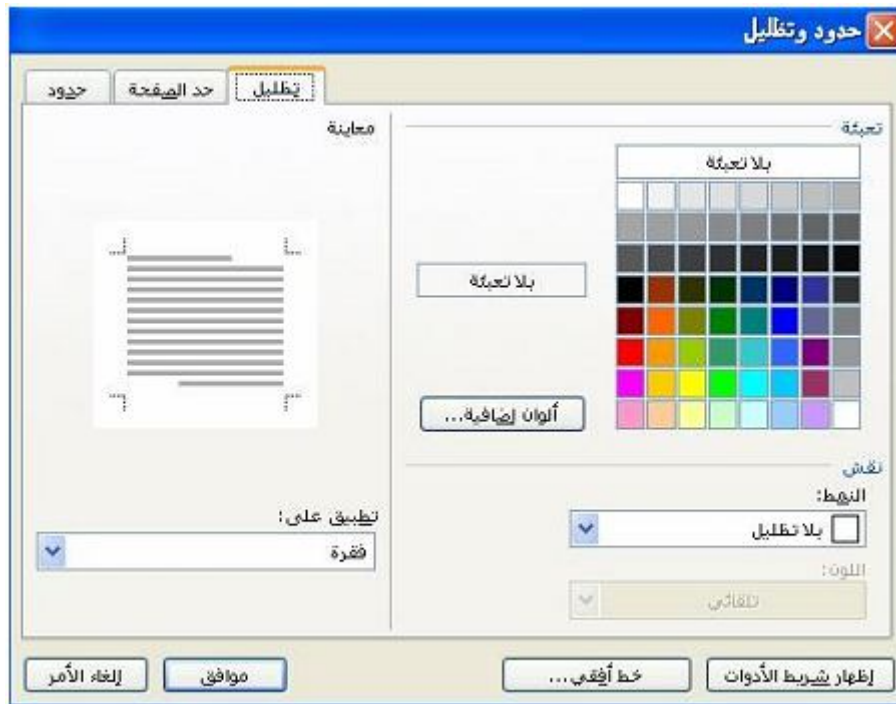 حدود وتظليل
تظليل
حد الصفحة
حدود
تعبئة
بلا تعبئة
بلا تعبئة
ألوان إضافية...
نقش
النمط:
بلا تظليل
اللون:
تلقائي
معاينة
تطبيق على:
فقرة
إظهار شريط الأدوات
خط أفقي...
موافق
إلغاء الأمر